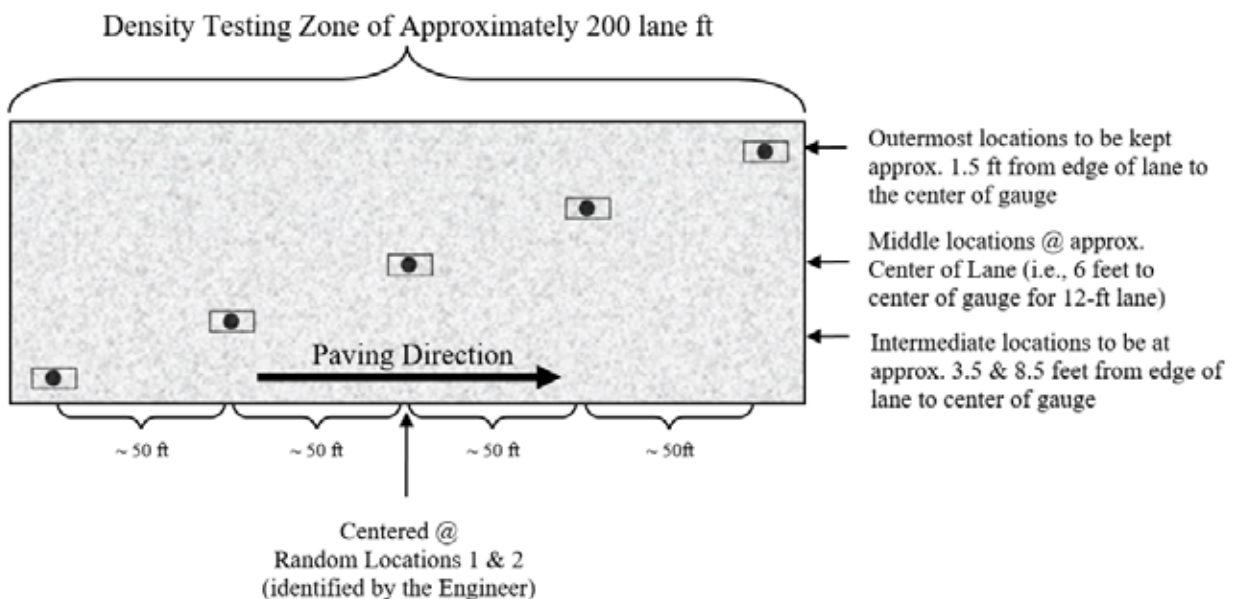 Density Testing Zone of Approximately 200 lane ft
Outermost locations to be kept
approx. 1.5 ft from edge of lane to
the center of gauge
Middle locations @ approx.
Center of Lane (i.e., 6 feet to
center of gauge for 12-ft lane)
Intermediate locations to be at
approx. 3.5 & 8.5 feet from edge of
lane to center of gauge
Paving Direction
~ 50 ft
~ 50 ft
~ 50 ft
~ 50ft
Centered @
Random Locations 1 & 2
(identified by the Engineer)